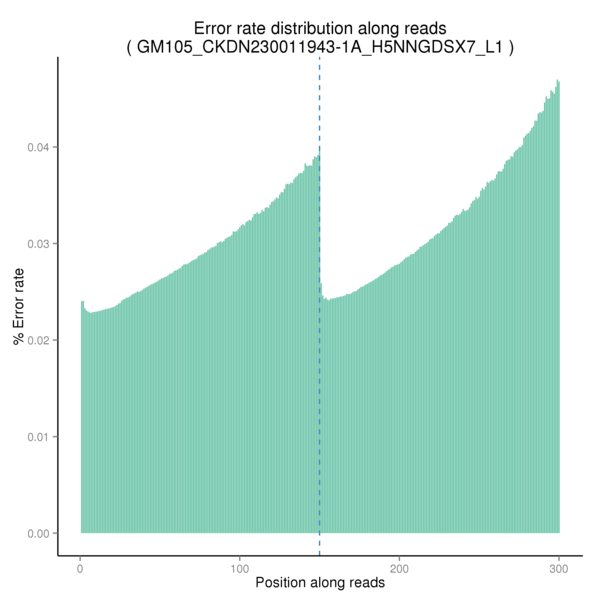 Error rate distribution along reads
( GM105_CKDN230011943-1A_H5NNGDSX7_L1 )
% Error rate
0.04
0.03
0.02
0.01
0.00
0 100 200 300
Position along reads